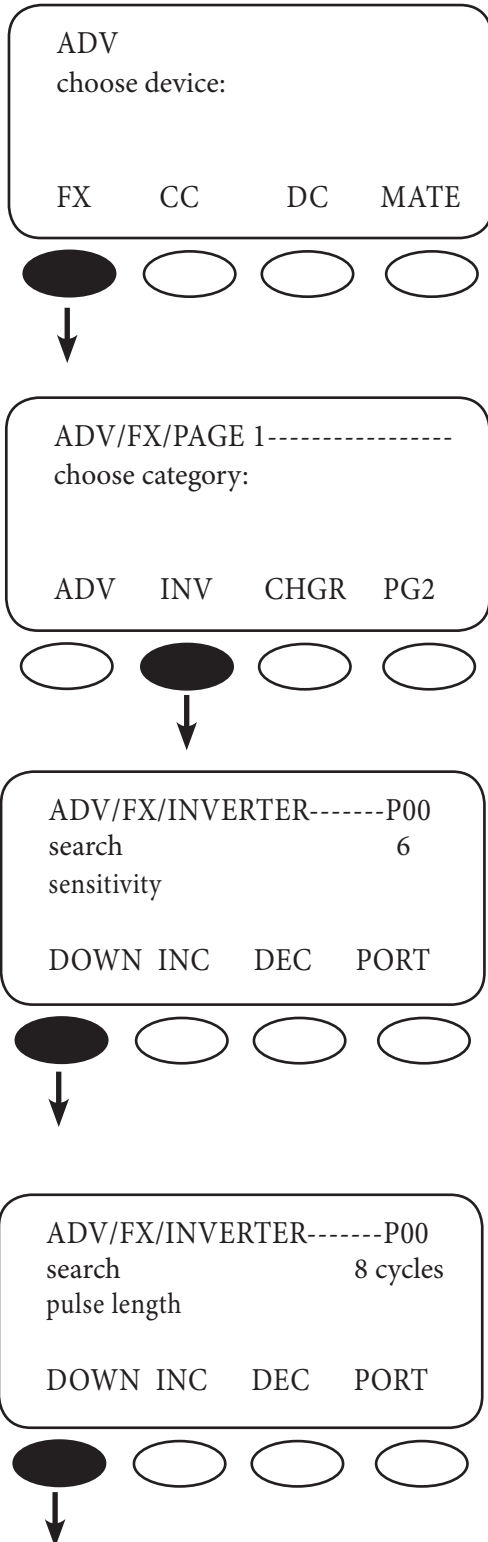 ADV
choose device:
FX CC DC MATE
ADV/FX/PAGE 1-----------------
choose category:
ADV INV CHGR PG2
ADV/FX/INVERTER-------P00
search 6
sensitivity
DOWN INC DEC PORT
ADV/FX/INVERTER-------P00
search 8 cycles
pulse length
DOWN INC DEC PORT